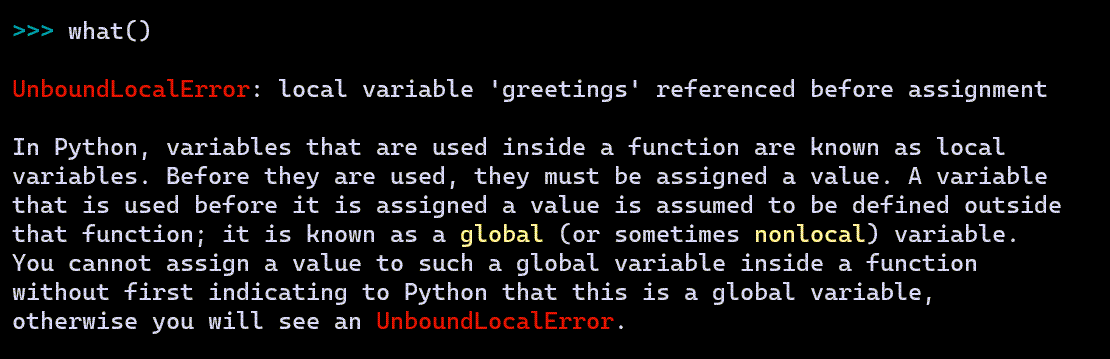 >>> what()
UnboundLocalError: local variable 'greetings' referenced before assignment
In Python, variables that are used inside a function are known as local
variables. Before they are used, they must be assigned a value. A variable
that is used before it is assigned a value is assumed to be defined outside
that function; it is known as a global (or sometimes nonlocal) variable.
You cannot assign a value to such a global variable inside a function
without first indicating to Python that this is a global variable,
otherwise you will see an UnboundLocalError.